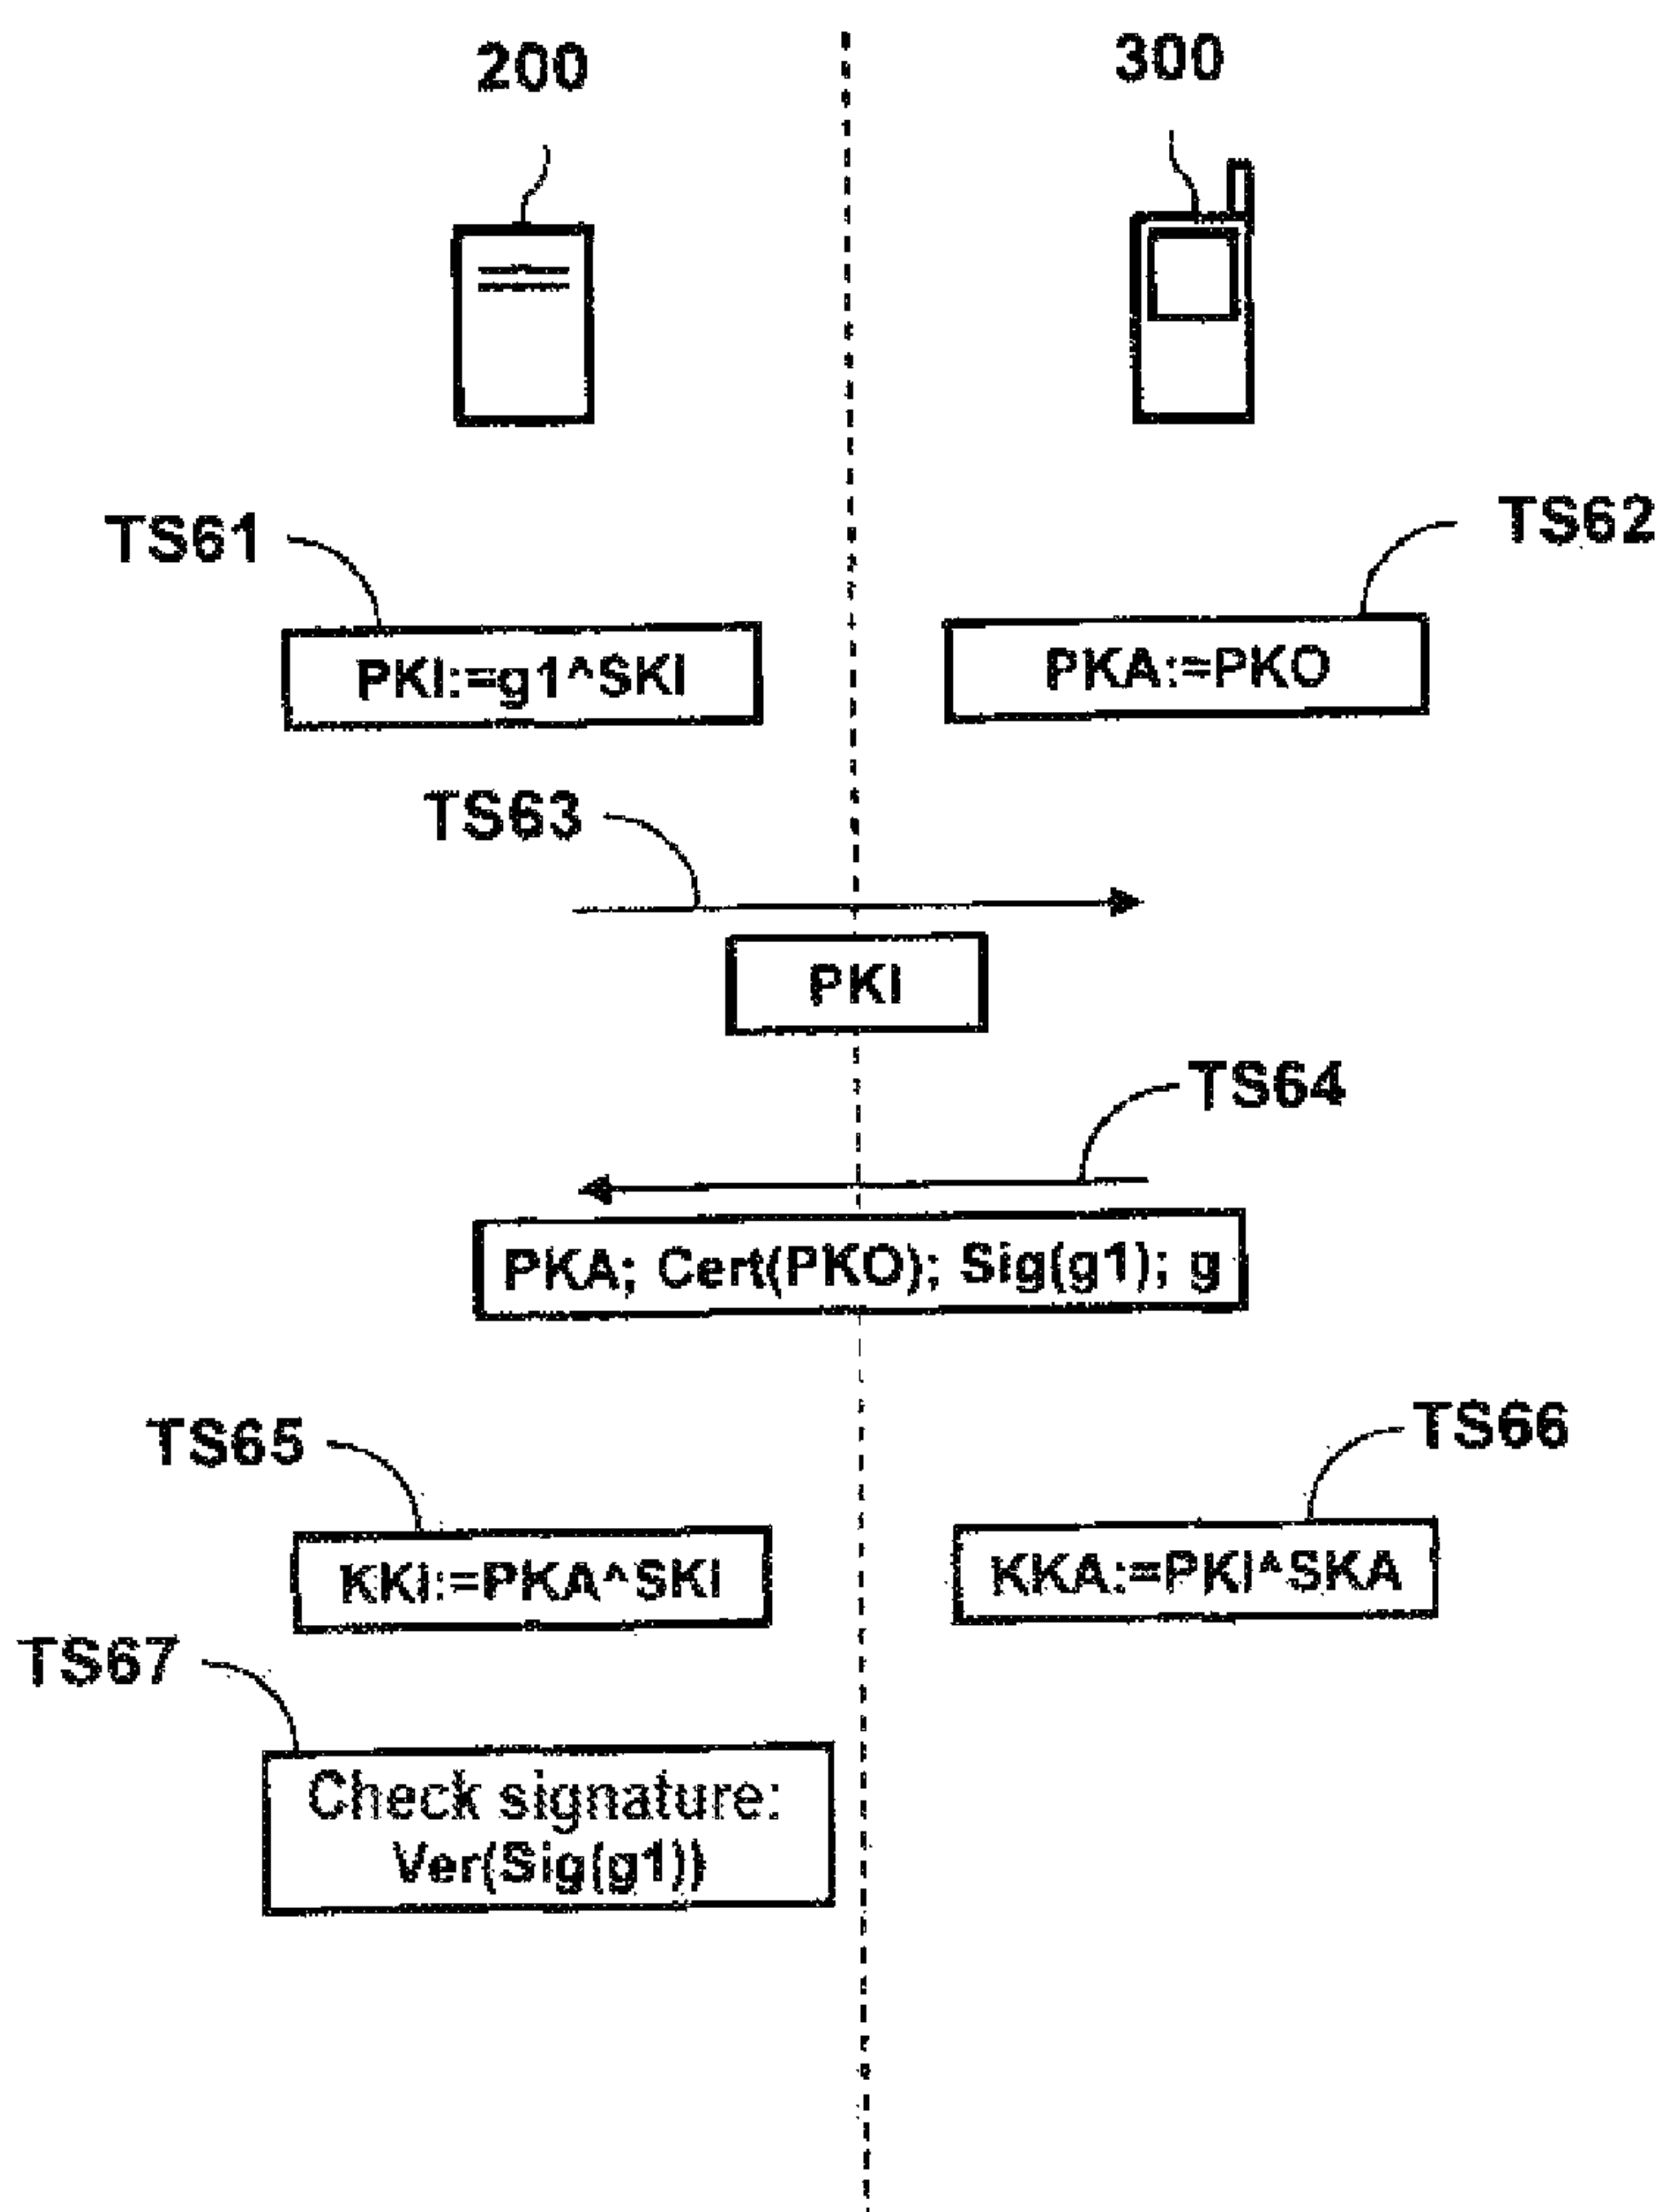 200
300
TS61
TS62
PKI:=g1^SKI
PKA:=PKO
TS63
PKI
TS64
PKA; Cert(PKO); Sig(g1); g
TS65
TS66
KKI:=PKA^SKI
KKA:=PKI^SKA
TS67
Check signature:
Ver(Sig(g1))